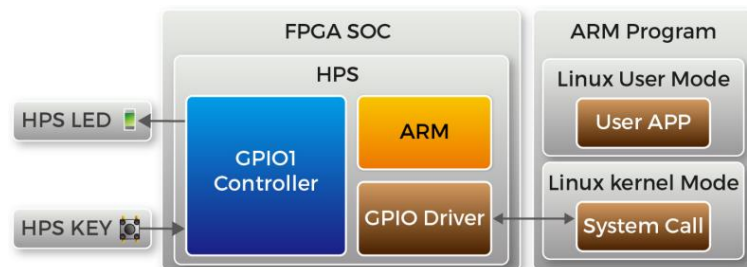 FPGA SOC
HPS
HPS LED
HPS KEY
GPIO1
Controller
ARM
GPIO Driver
ARM Program
Linux User Mode
User APP
Linux kernel Mode
System Call